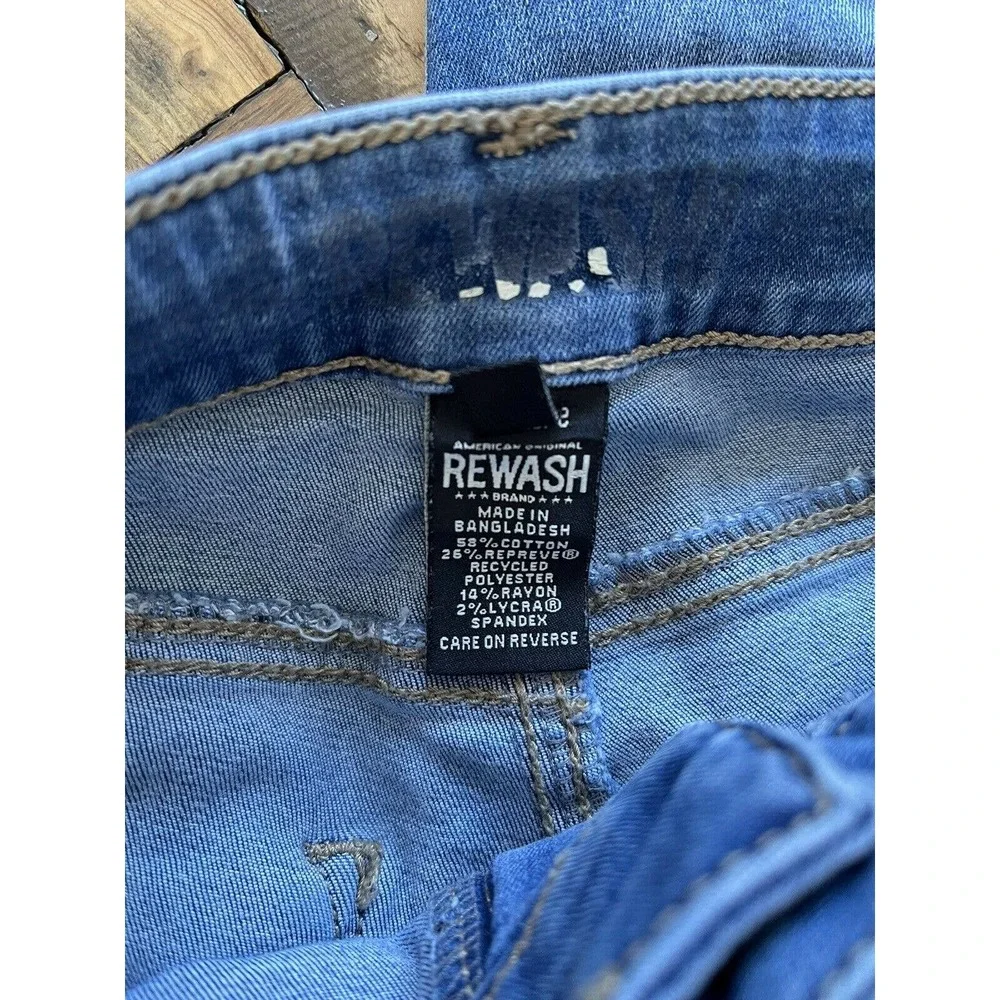 AMERICAN ORIGINAL
REWASH
BRAND
MADE IN
BANGLADESH
58%COTTON
26%REPREVE®
RECYCLED
POLYESTER
14%RAYON
2%LYCRA®
SPANDEX
CARE ON REVERSE